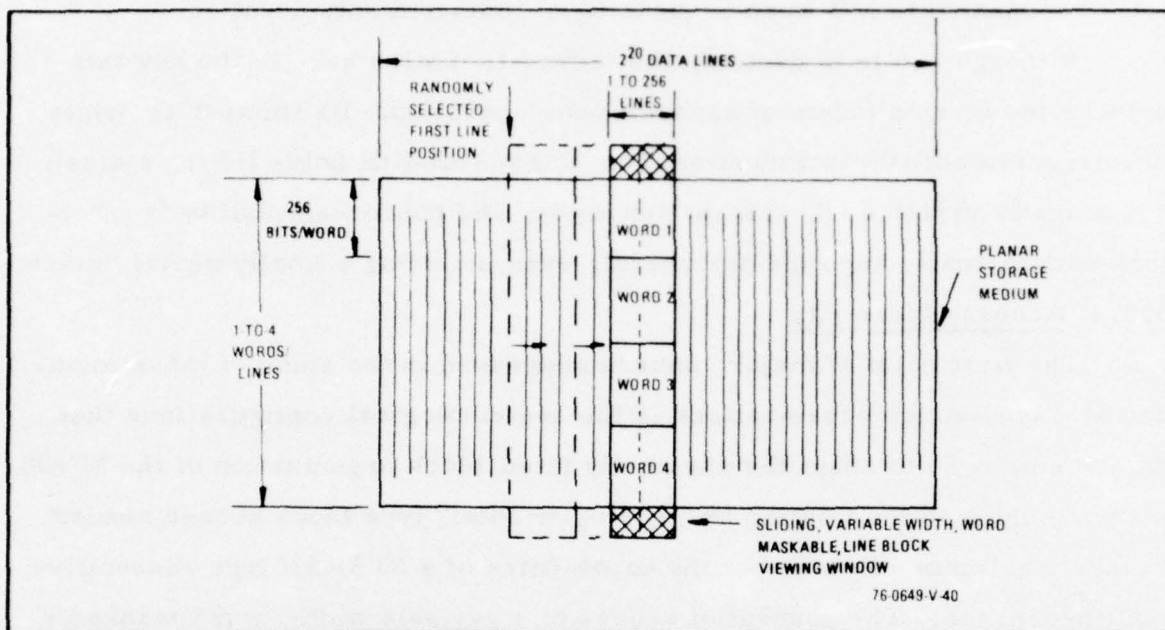 2²⁰ DATA LINES
RANDOMLY
SELECTED
FIRST LINE
POSITION
1 TO 256
LINES
256
BITS/WORD
WORD 1
WORD 2
WORD 3
WORD 4
PLANAR
STORAGE
MEDIUM
1 TO 4
WORDS/
LINES
SLIDING, VARIABLE WIDTH, WORD
MASKABLE, LINE BLOCK
VIEWING WINDOW
76-0649-V-40